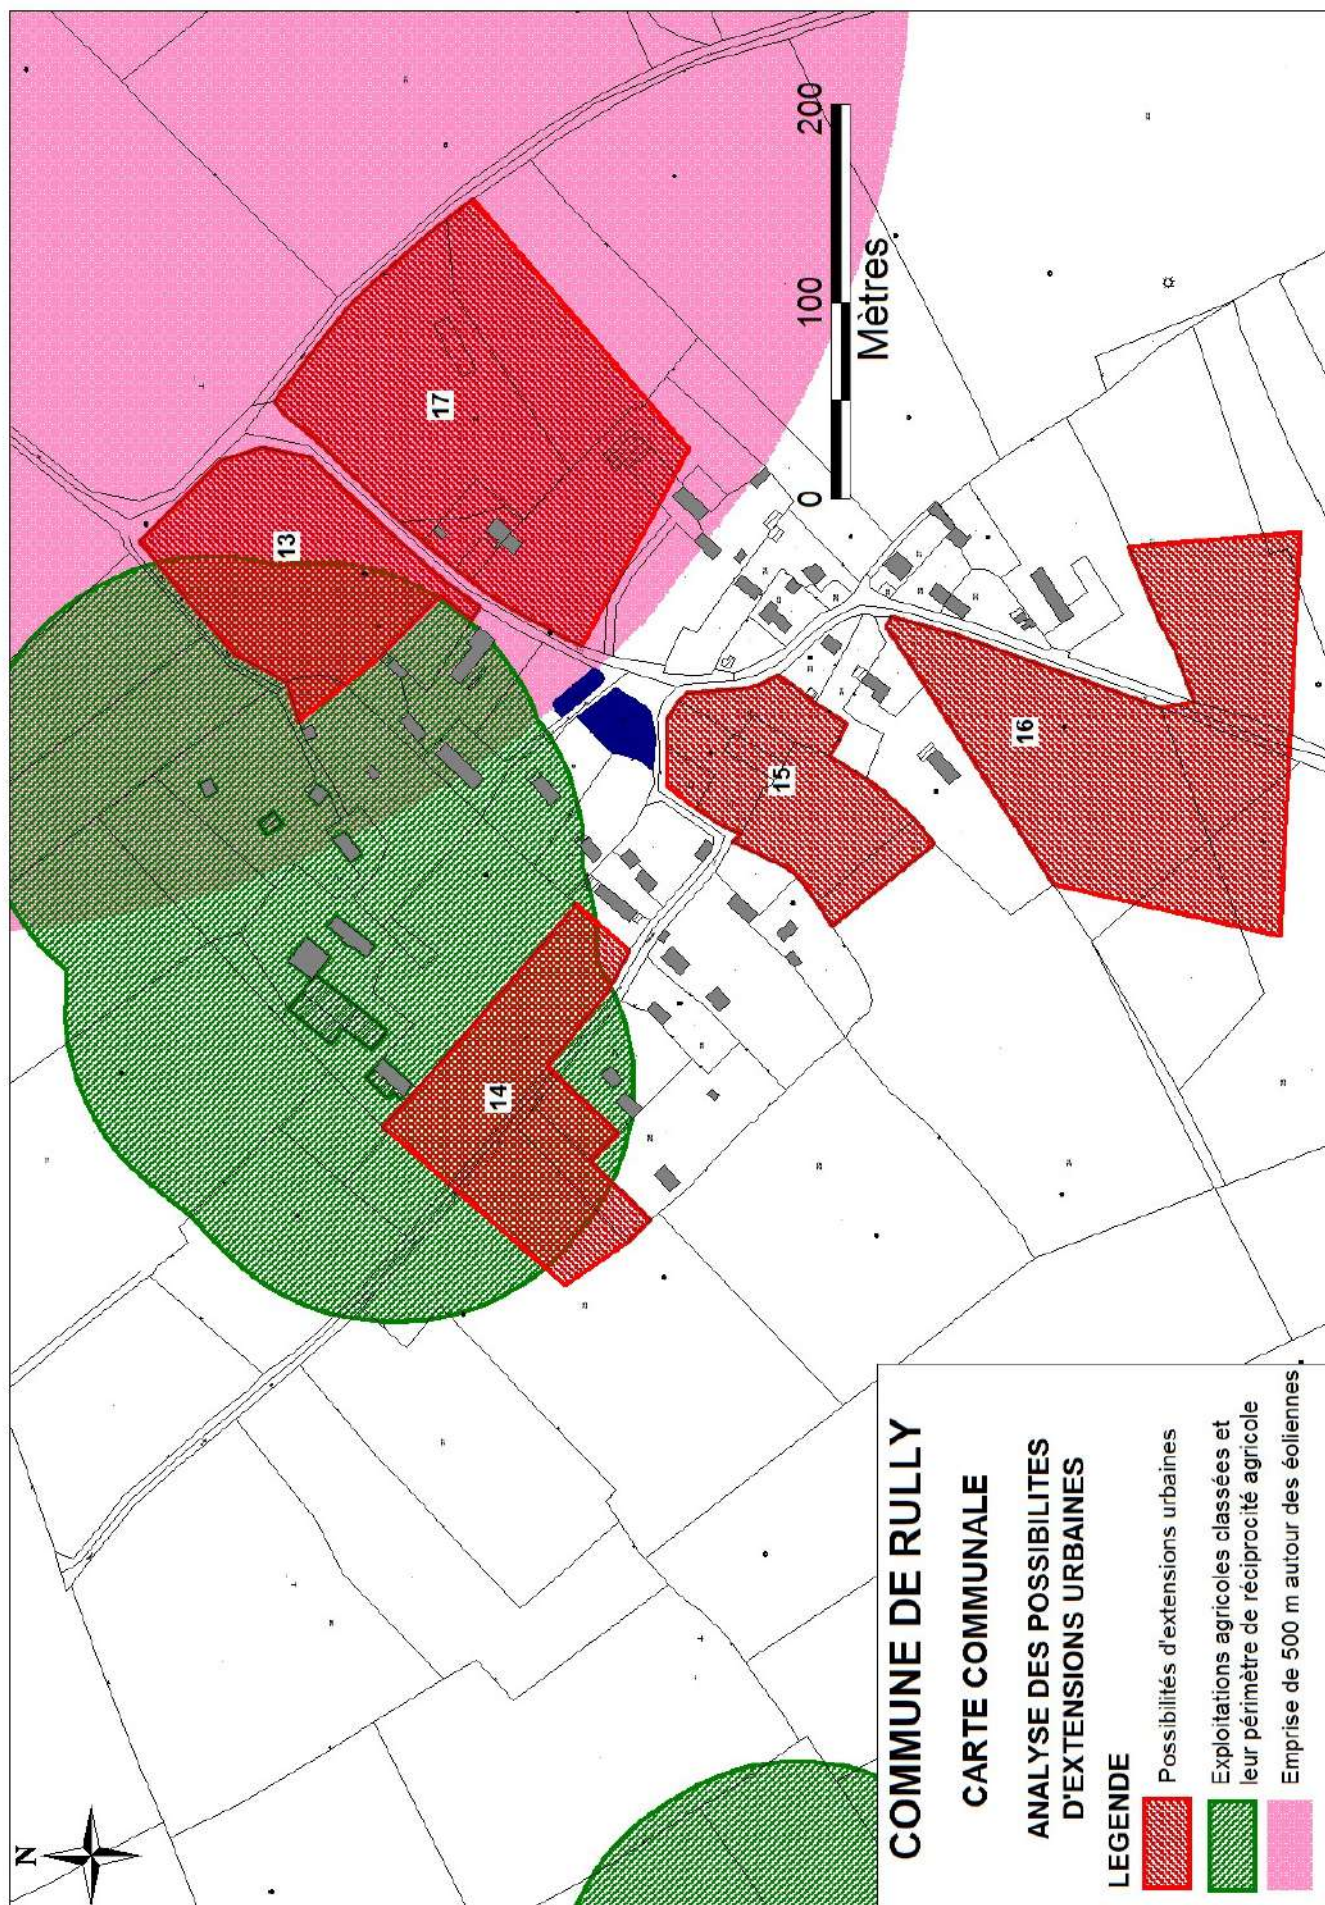 N
13
17
14
15
16
0
100
200
Mètres
COMMUNE DE RULLY
CARTE COMMUNALE
ANALYSE DES POSSIBILITES
D'EXTENSIONS URBAINES
LEGENDE
Possibilités d'extensions urbaines
Exploitations agricoles classées et
leur périmètre de réciprocité agricole
Emprise de 500 m autour des éoliennes